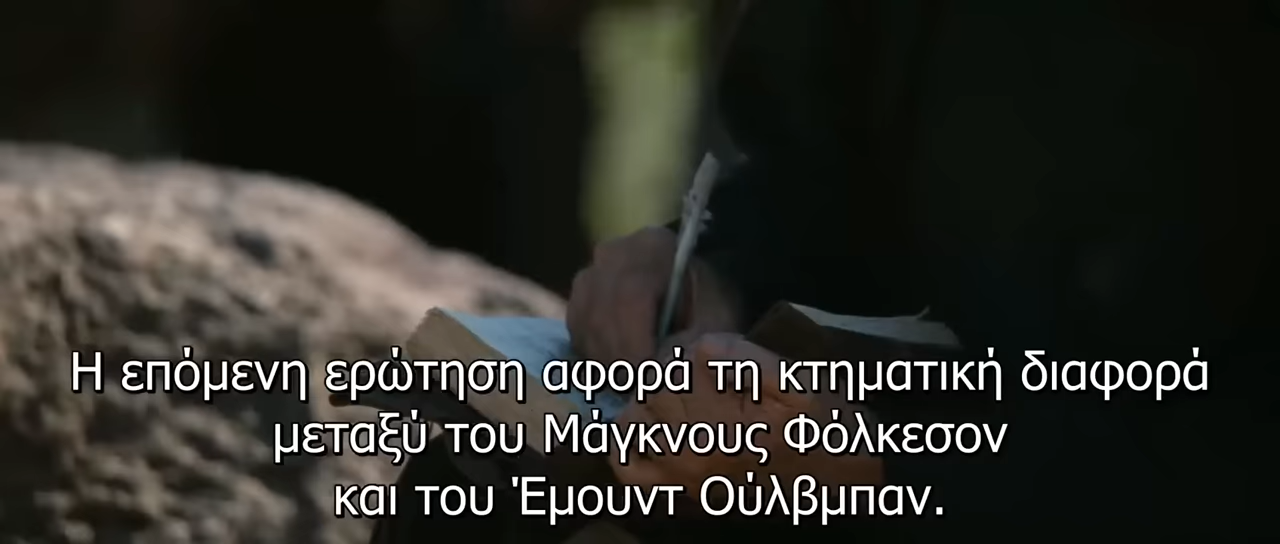 Η επόμενη ερώτηση αφορά τη κτηματική διαφορά
μεταξύ του Μάγκνους Φόλκεσον
και του Έμουντ Ούλβμπαν.